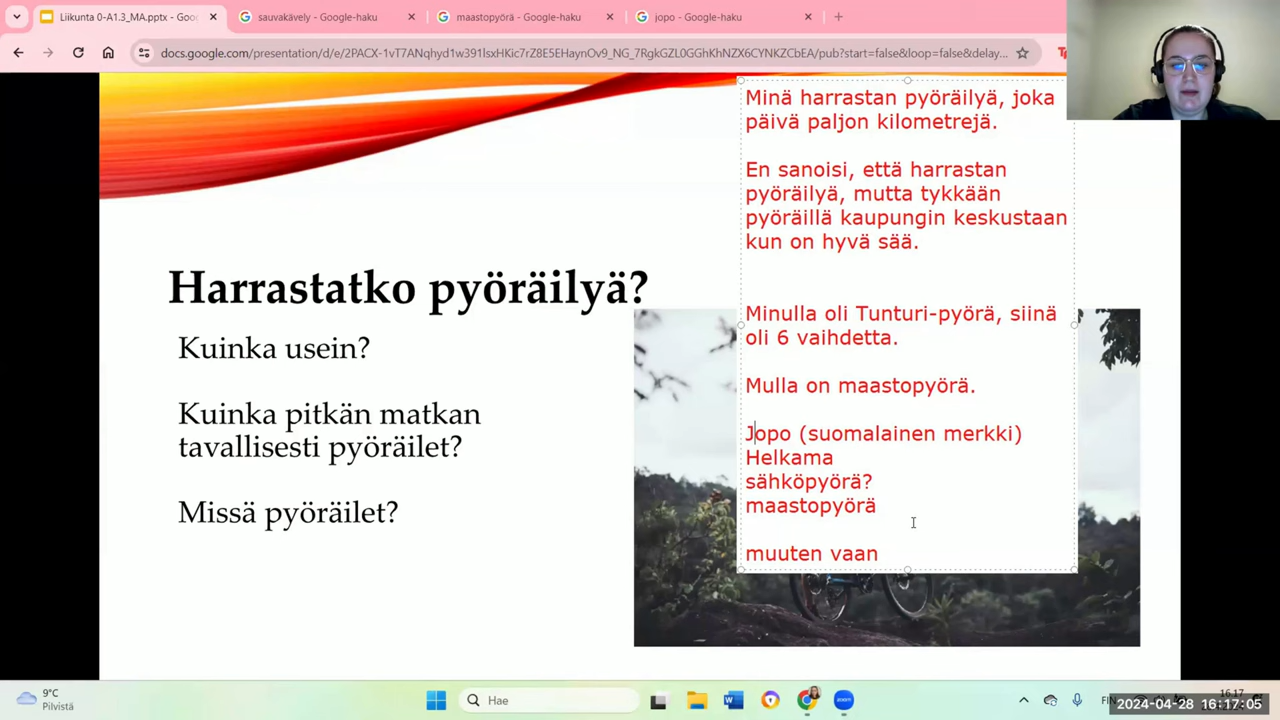 Liikunta 0-A1.3_MA.pptx - Goo
sauvakävely - Google-haku
maastopyörä - Google-haku
jopo - Google-haku
docs.google.com/presentation/d/e/2PACX-1vT7ANqhyd1w391lsxHKic7rZ8E5EHaynOv9_NG_7RgkGZL0GGhKhNZX6CYNKZCbEA/pub?start=false&loop=false&delay...
Minä harrastan pyöräilyä, joka
päivä paljon kilometrejä.
En sanoisi, että harrastan
pyöräilyä, mutta tykkään
pyöräillä kaupungin keskustaan
kun on hyvä sää.
Minulla oli Tunturi-pyörä, siinä
oli 6 vaihdetta.
Mulla on maastopyörä.
Jopo (suomalainen merkki)
Helkama
sähköpyörä?
maastopyörä
muuten vaan
Harrastatko pyöräilyä?
Kuinka usein?
Kuinka pitkän matkan
tavallisesti pyöräilet?
Missä pyöräilet?
9°C
Pilvistä
Hae
FIN
16.17
2024-04-28 16:17:05